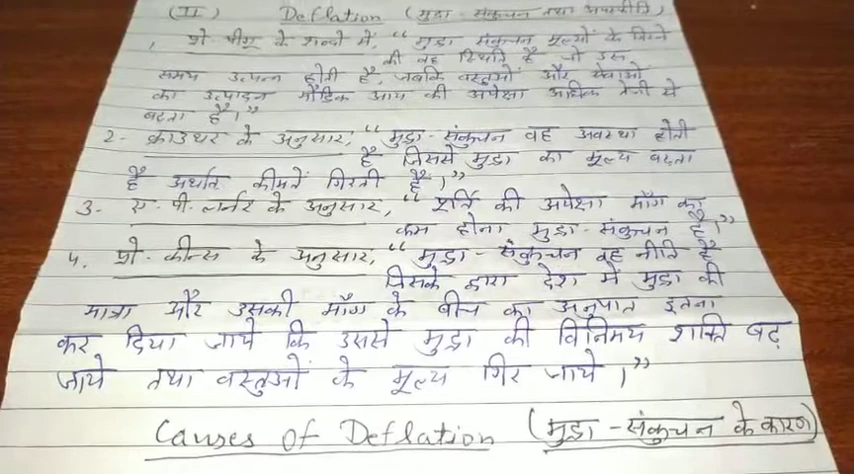 (II) Deflation (मुद्रा-संकुचन तथा अपस्फीति)
1. प्रो. पीगू के शब्दों में, “मुद्रा संकुचन मूल्यों के गिरने
की वह स्थिति है जो उस
समय उत्पन्न होती है, जबकि वस्तुओं और सेवाओं
का उत्पादन मौद्रिक आय की अपेक्षा अधिक तेजी से
बढ़ता है।”
2- क्राउथर के अनुसार, “मुद्रा-संकुचन वह अवस्था होती
है जिससे मुद्रा का मूल्य बढ़ता
है अर्थात कीमतें गिरती हैं।”
3- ए. पी. लर्नर के अनुसार, “पूर्ति की अपेक्षा माँग का
कम होना मुद्रा-संकुचन है।”
4. प्रो. कीन्स के अनुसार, “मुद्रा-संकुचन वह नीति है
जिसके द्वारा देश में मुद्रा की
मात्रा और उसकी माँग के बीच का अनुपात इतना
कर दिया जाये कि उससे मुद्रा की विनिमय शक्ति बढ़
जाये तथा वस्तुओं के मूल्य गिर जाये।”
Causes of Deflation (मुद्रा-संकुचन के कारण)